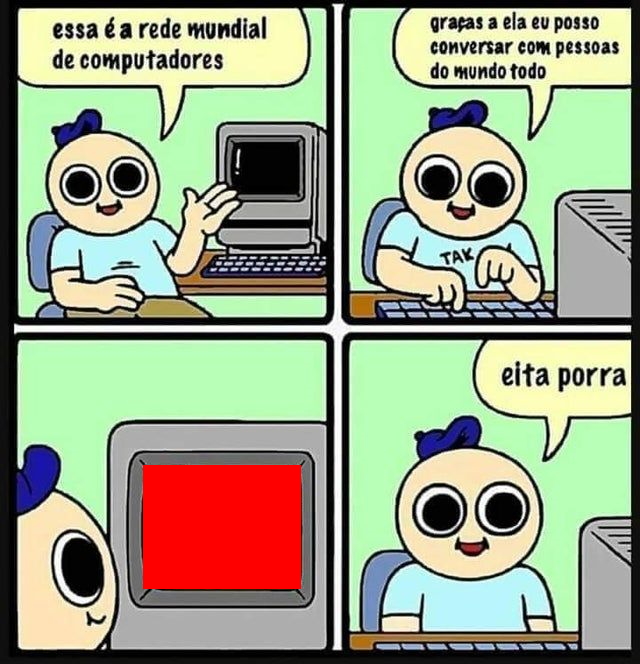 essa é a rede mundial
de computadores
graças a ela eu posso
conversar com pessoas
do mundo todo
TAK
eita porra